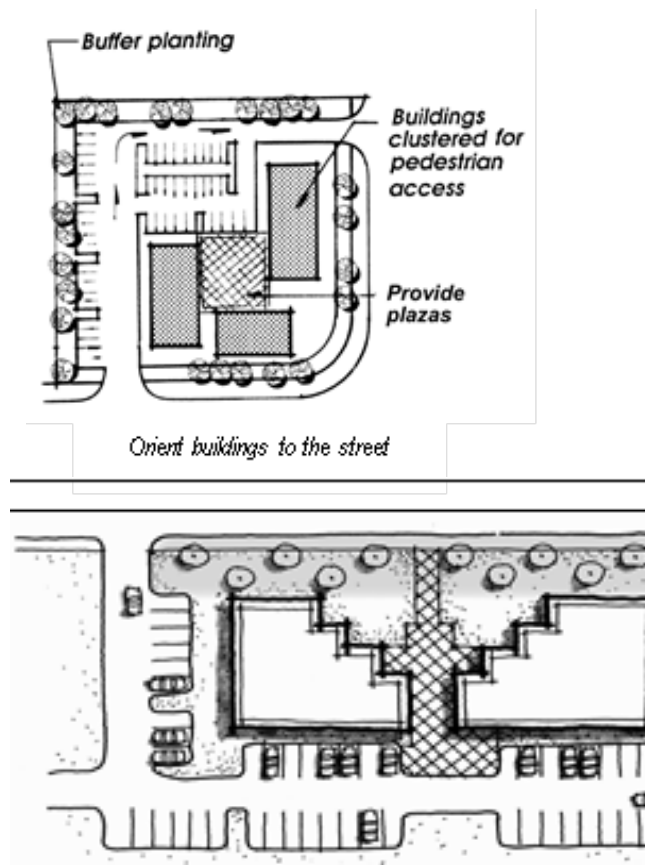 Buffer planting
Buildings
clustered for
pedestrian
access
Provide
plazas
Orient buildings to the street